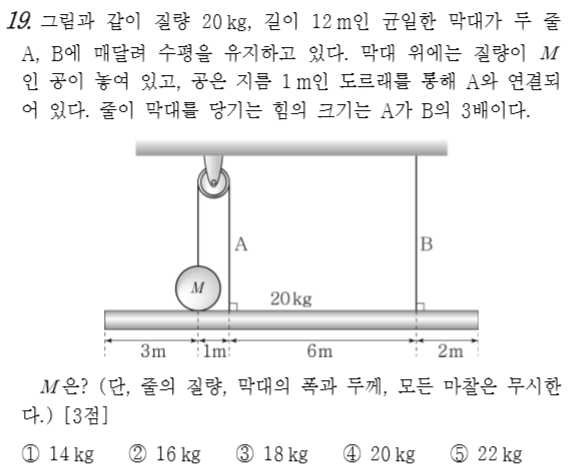 19. 그림과 같이 질량 20 kg, 길이 12 m인 균일한 막대가 두 줄
A, B에 매달려 수평을 유지하고 있다. 막대 위에는 질량이 M
인 공이 놓여 있고, 공은 지름 1 m인 도르래를 통해 A와 연결되
어 있다. 줄이 막대를 당기는 힘의 크기는 A가 B의 3배이다.
A
B
M
20 kg
3m
1m
6m
2m
M은? (단, 줄의 질량, 막대의 폭과 두께, 모든 마찰은 무시한
다.) [3점]
① 14 kg ② 16 kg ③ 18 kg ④ 20 kg ⑤ 22 kg